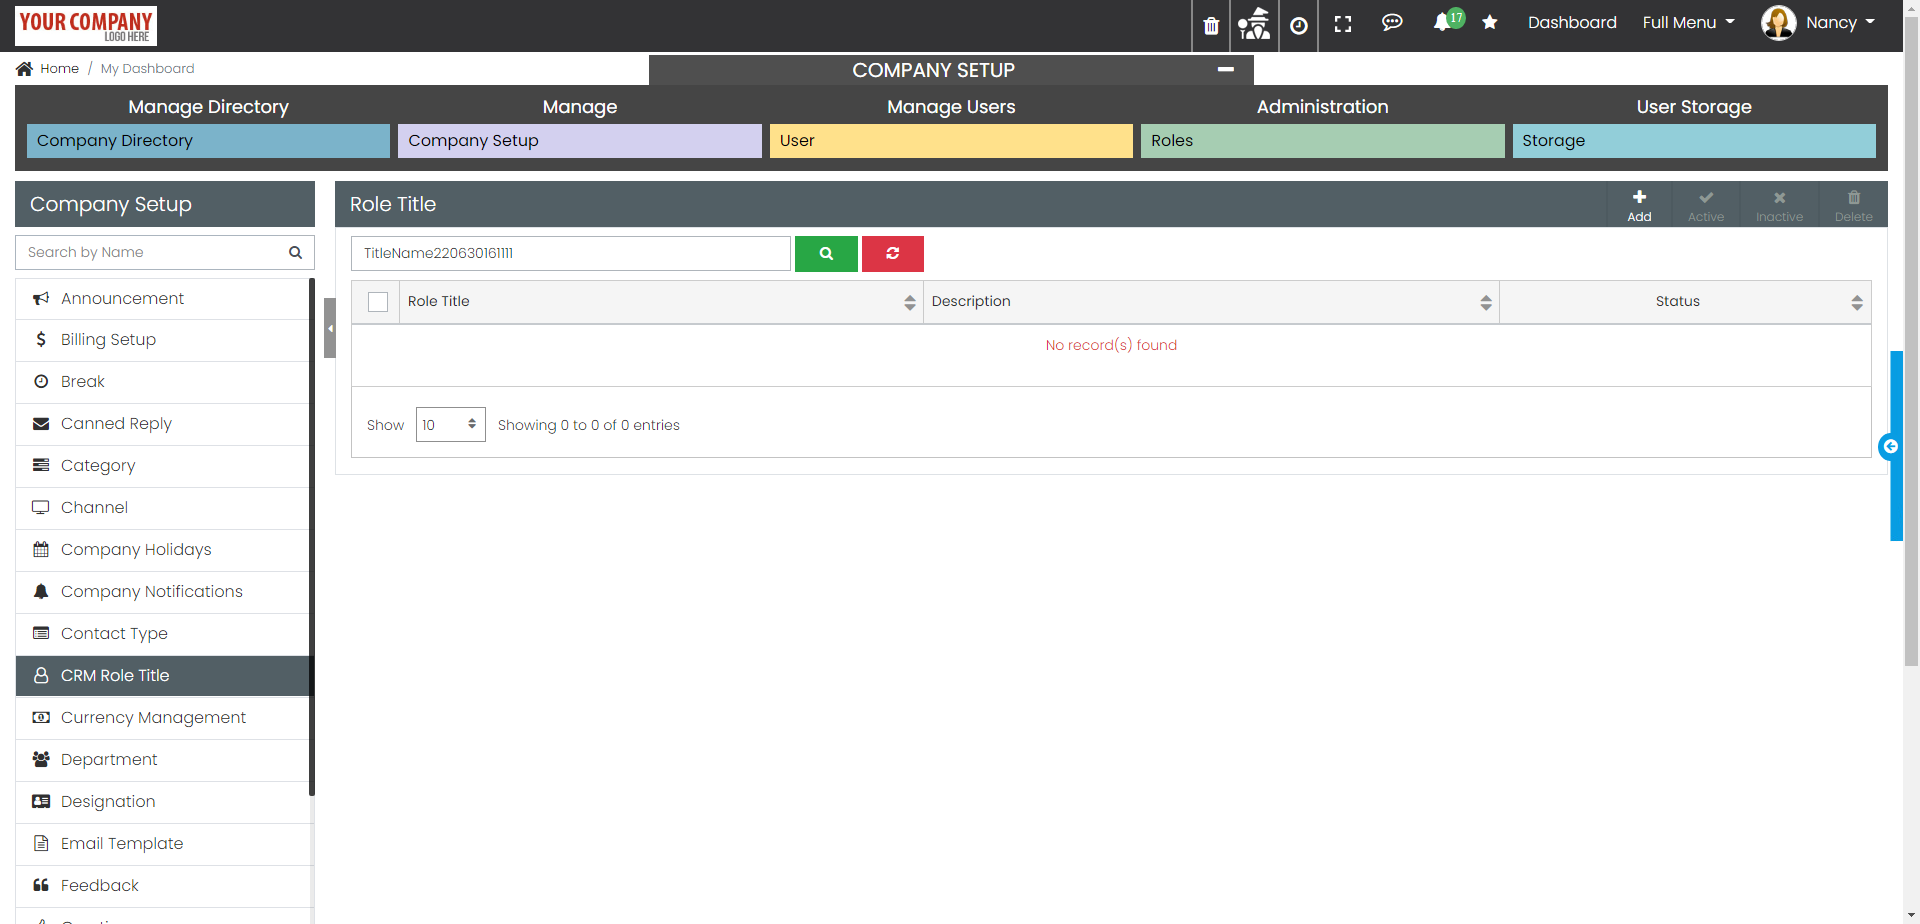 YOUR COMPANY
LOGO HERE
17
Dashboard
Full Menu
Nancy
Home / My Dashboard
COMPANY SETUP
Manage Directory
Manage
Manage Users
Administration
User Storage
Company Directory
Company Setup
User
Roles
Storage
Company Setup
Role Title
Add
Active
Inactive
Delete
Search by Name
TitleName220630161111
Announcement
Billing Setup
Break
Canned Reply
Category
Channel
Company Holidays
Company Notifications
Contact Type
CRM Role Title
Currency Management
Department
Designation
Email Template
Feedback
Role Title
Description
Status
No record(s) found
Show 10 Showing 0 to 0 of 0 entries